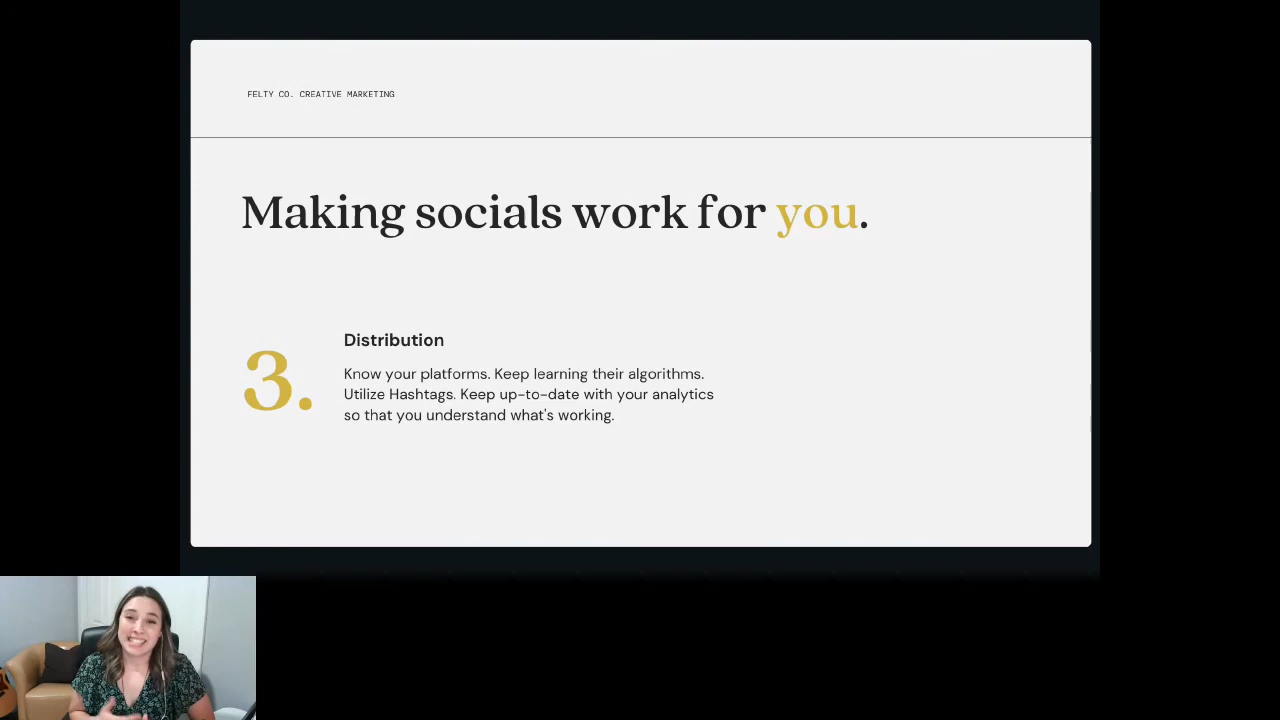 FELTY CO. CREATIVE MARKETING
Making socials work for you.
3.
Distribution
Know your platforms. Keep learning their algorithms.
Utilize Hashtags. Keep up-to-date with your analytics
so that you understand what's working.